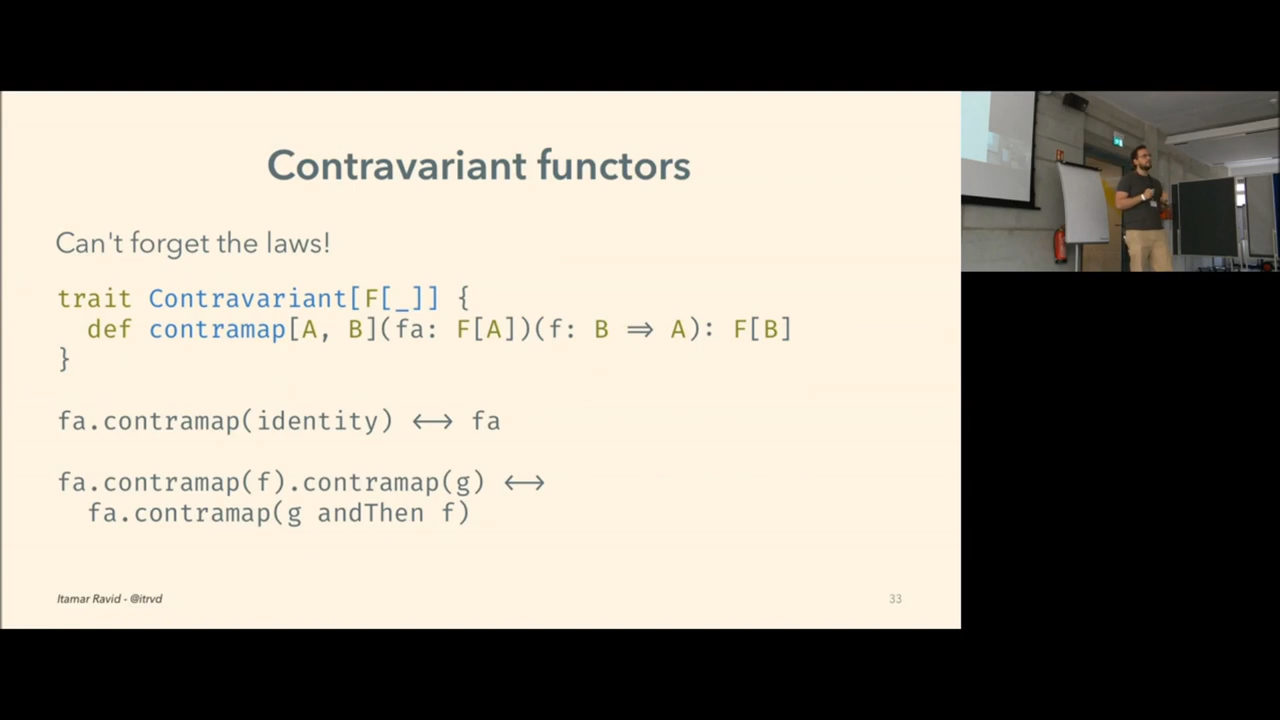 Contravariant functors
Can't forget the laws!
trait Contravariant[F[_]] {
  def contramap[A, B](fa: F[A])(f: B ⇒ A): F[B]
}
fa.contramap(identity) ⟷ fa
fa.contramap(f).contramap(g) ⟷
  fa.contramap(g andThen f)
Itamar Ravid - @itrvd
33